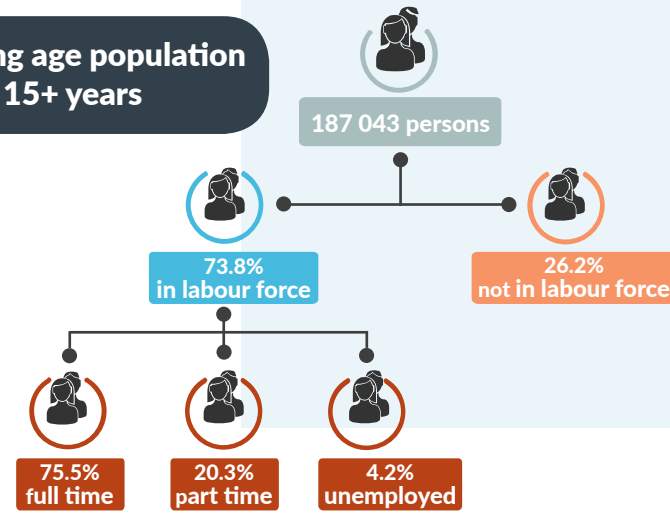 age population
15+ years
187 043 persons
73.8%
in labour force
26.2%
not in labour force
75.5%
full time
20.3%
part time
4.2%
unemployed